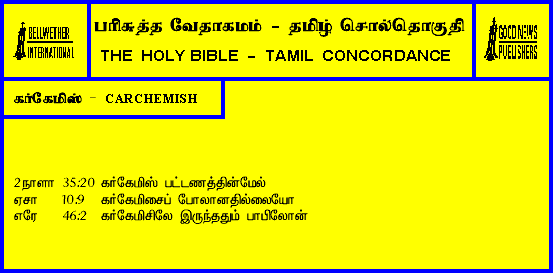 BELLWETHER
INTERNATIONAL
பரிசுத்த வேதாகமம் - தமிழ் சொல்தொகுதி
THE HOLY BIBLE - TAMIL CONCORDANCE
GOOD NEWS
PUBLISHERS
கர்கேமிஸ் - CARCHEMISH
2நாளா 35:20 கர்கேமிஸ் பட்டணத்தின்மேல்
ஏசா 10:9 கர்கேமிசைப் போலானதில்லையோ
எரே 46:2 கர்கேமிசிலே இருந்ததும் பாபிலோன்